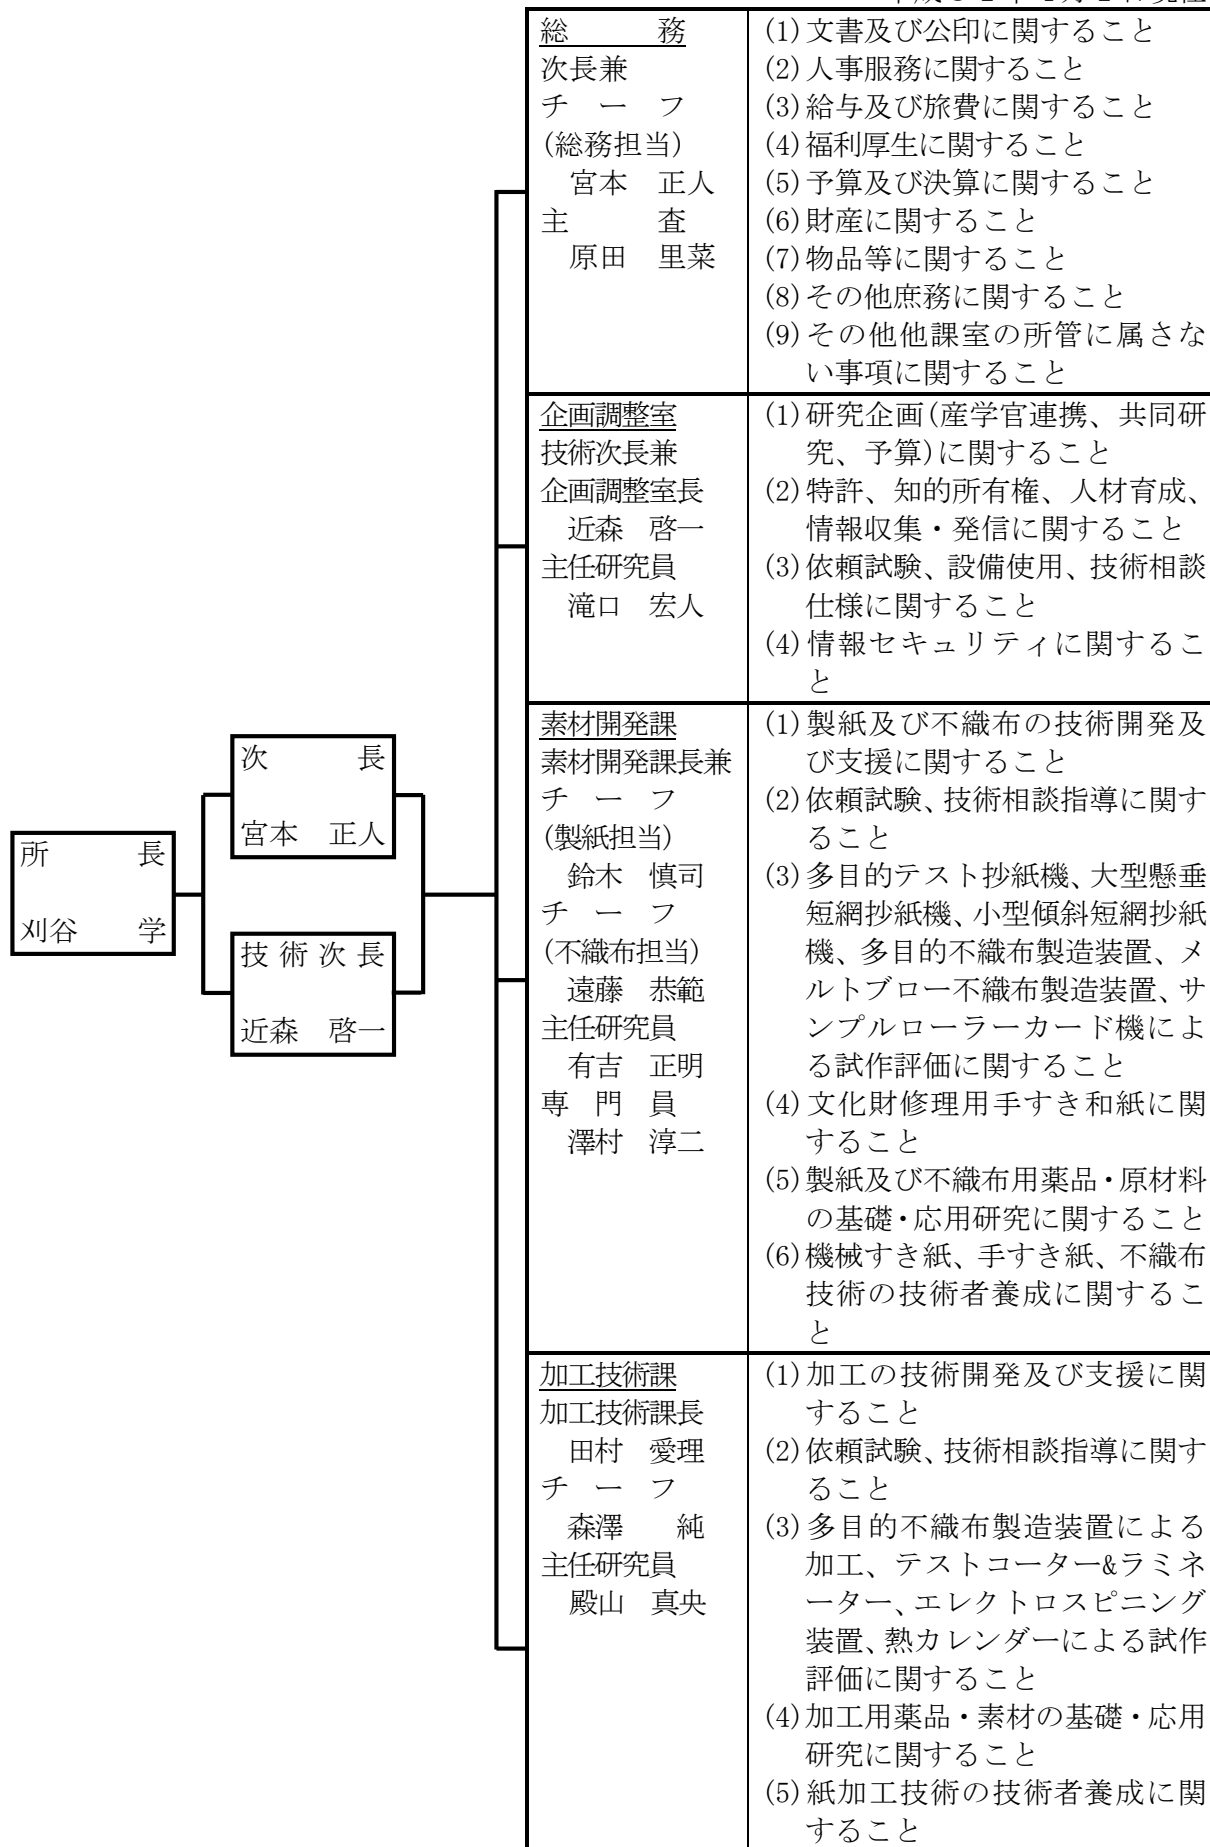 所　　　長
刈谷　　学
次　　　長
宮本　正人
技術次長
近森　啓一
総　　　務
次長兼
チ　ー　フ
(総務担当)
宮本　正人
主　　　査
原田　里菜
(1)文書及び公印に関すること
(2)人事服務に関すること
(3)給与及び旅費に関すること
(4)福利厚生に関すること
(5)予算及び決算に関すること
(6)財産に関すること
(7)物品等に関すること
(8)その他庶務に関すること
(9)その他他課室の所管に属さな
い事項に関すること
企画調整室
技術次長兼
企画調整室長
近森　啓一
主任研究員
滝口　宏人
(1)研究企画(産学官連携、共同研
究、予算)に関すること
(2)特許、知的所有権、人材育成、
情報収集・発信に関すること
(3)依頼試験、設備使用、技術相談
仕様に関すること
(4)情報セキュリティに関するこ
と
素材開発課
素材開発課長兼
チ　ー　フ
(製紙担当)
鈴木　慎司
チ　ー　フ
(不織布担当)
遠藤　恭範
主任研究員
有吉　正明
専　門　員
澤村　淳二
(1)製紙及び不織布の技術開発及
び支援に関すること
(2)依頼試験、技術相談指導に関す
ること
(3)多目的テスト抄紙機、大型懸垂
短網抄紙機、小型傾斜短網抄紙
機、多目的不織布製造装置、メ
ルトブロー不織布製造装置、サ
ンプルローラーカード機によ
る試作評価に関すること
(4)文化財修理用手すき和紙に関
すること
(5)製紙及び不織布用薬品・原材料
の基礎・応用研究に関すること
(6)機械すき紙、手すき紙、不織布
技術の技術者養成に関するこ
と
加工技術課
加工技術課長
田村　愛理
チ　ー　フ
森澤　　純
主任研究員
殿山　真央
(1)加工の技術開発及び支援に関
すること
(2)依頼試験、技術相談指導に関す
ること
(3)多目的不織布製造装置による
加工、テストコーター&ラミネ
ーター、エレクトロスピニング
装置、熱カレンダーによる試作
評価に関すること
(4)加工用薬品・素材の基礎・応用
研究に関すること
(5)紙加工技術の技術者養成に関
すること